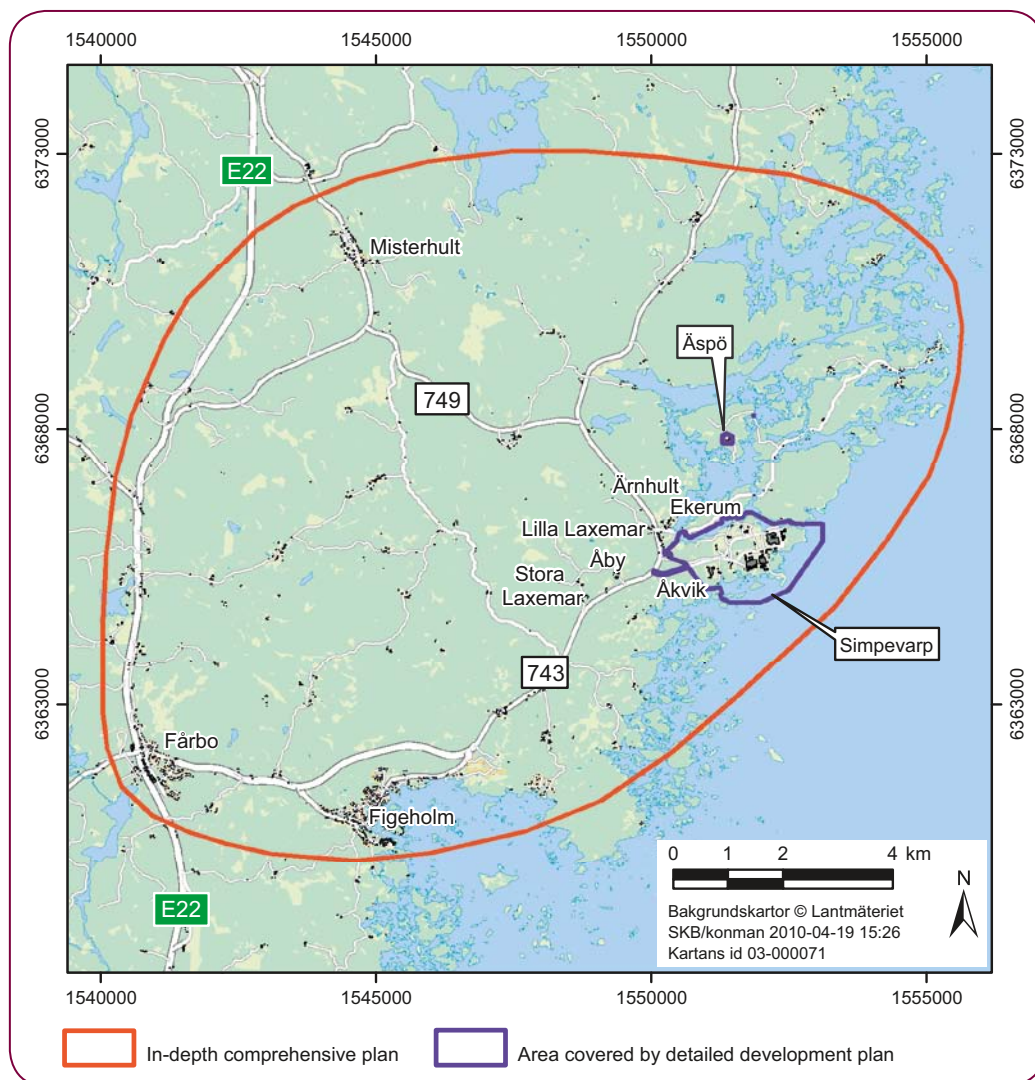 1540000 1545000 1550000 1555000
6373000 6373000
E22
Misterhult
Äspö
749
6368000 6368000
Ärnhult
Ekerum
Lilla Laxemar
Åby
Stora
Laxemar
Åkvik
Simpevarp
743
6363000 6363000
Fårbo
Figeholm
E22
0 1 2 4 km
N
Bakgrundskartor © Lantmäteriet
SKB/konman 2010-04-19 15:26
Kartans id 03-000071
1540000 1545000 1550000 1555000
In-depth comprehensive plan
Area covered by detailed development plan